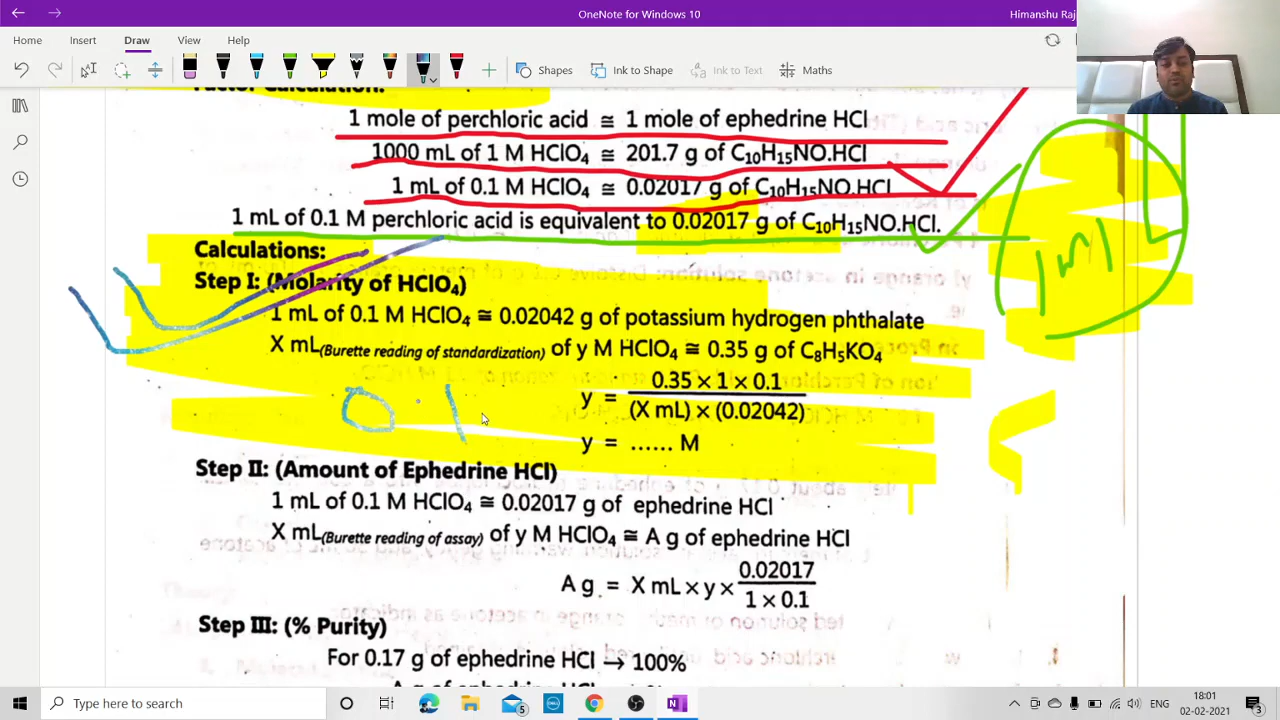 OneNote for Windows 10
Himanshu Raj
Home Insert Draw View Help
Shapes Ink to Shape Ink to Text Maths
Factor Calculation:
1 mole of perchloric acid ≅ 1 mole of ephedrine HCl
1000 mL of 1 M HClO₄ ≅ 201.7 g of C₁₀H₁₅NO.HCl
1 mL of 0.1 M HClO₄ ≅ 0.02017 g of C₁₀H₁₅NO.HCl
1 mL of 0.1 M perchloric acid is equivalent to 0.02017 g of C₁₀H₁₅NO.HCl.
1 ml
Calculations:
Step I: (Molarity of HClO₄)
1 mL of 0.1 M HClO₄ ≅ 0.02042 g of potassium hydrogen phthalate
X mL(Burette reading of standardization) of y M HClO₄ ≅ 0.35 g of C₈H₅KO₄
y = 0.35 × 1 × 0.1
(X mL) × (0.02042)
0.1
y = ...... M
Step II: (Amount of Ephedrine HCl)
1 mL of 0.1 M HClO₄ ≅ 0.02017 g of ephedrine HCl
X mL(Burette reading of assay) of y M HClO₄ ≅ A g of ephedrine HCl
A g = X mL × y × 0.02017
1 × 0.1
Step III: (% Purity)
For 0.17 g of ephedrine HCl → 100%
Type here to search
5
18:01
02-02-2021
3